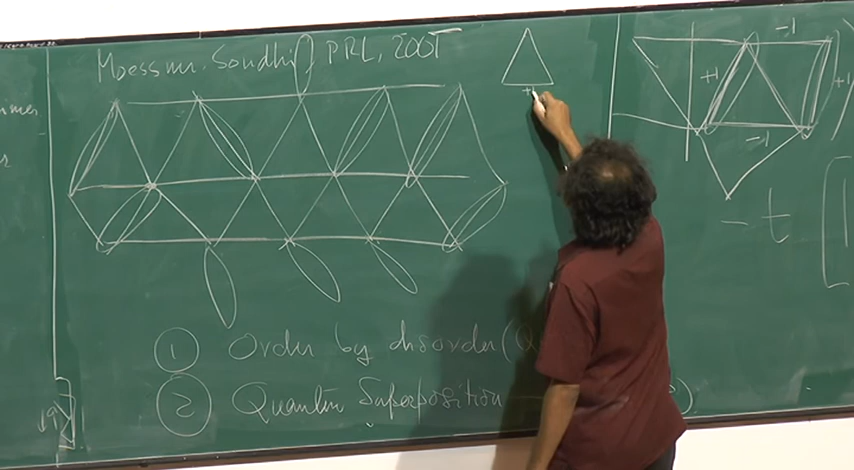 Moessner, Sondhi, PRL, 2001
+
-1
+1
+1
-1
- t
1 Order by disorder (Q
2 Quantum Superposition